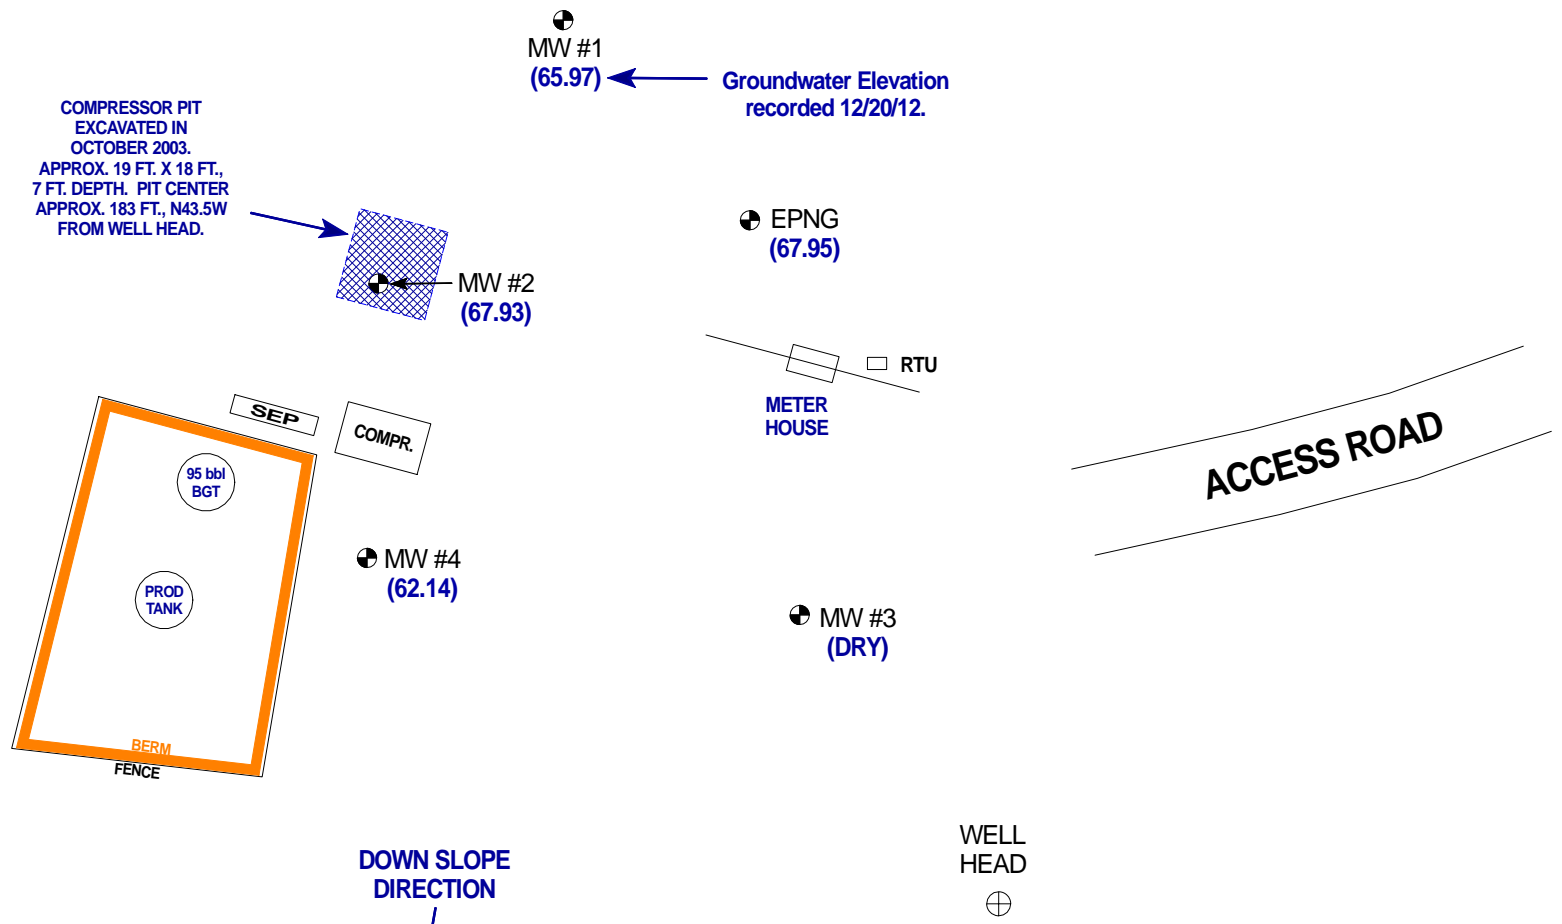 MW #1
(65.97)
Groundwater Elevation
recorded 12/20/12.
COMPRESSOR PIT
EXCAVATED IN
OCTOBER 2003.
APPROX. 19 FT. X 18 FT.,
7 FT. DEPTH. PIT CENTER
APPROX. 183 FT., N43.5W
FROM WELL HEAD.
EPNG
(67.95)
MW #2
(67.93)
RTU
METER
HOUSE
SEP
COMPR.
ACCESS ROAD
95 bbl
BGT
MW #4
(62.14)
PROD
TANK
MW #3
(DRY)
BERM
FENCE
WELL
HEAD
DOWN SLOPE
DIRECTION